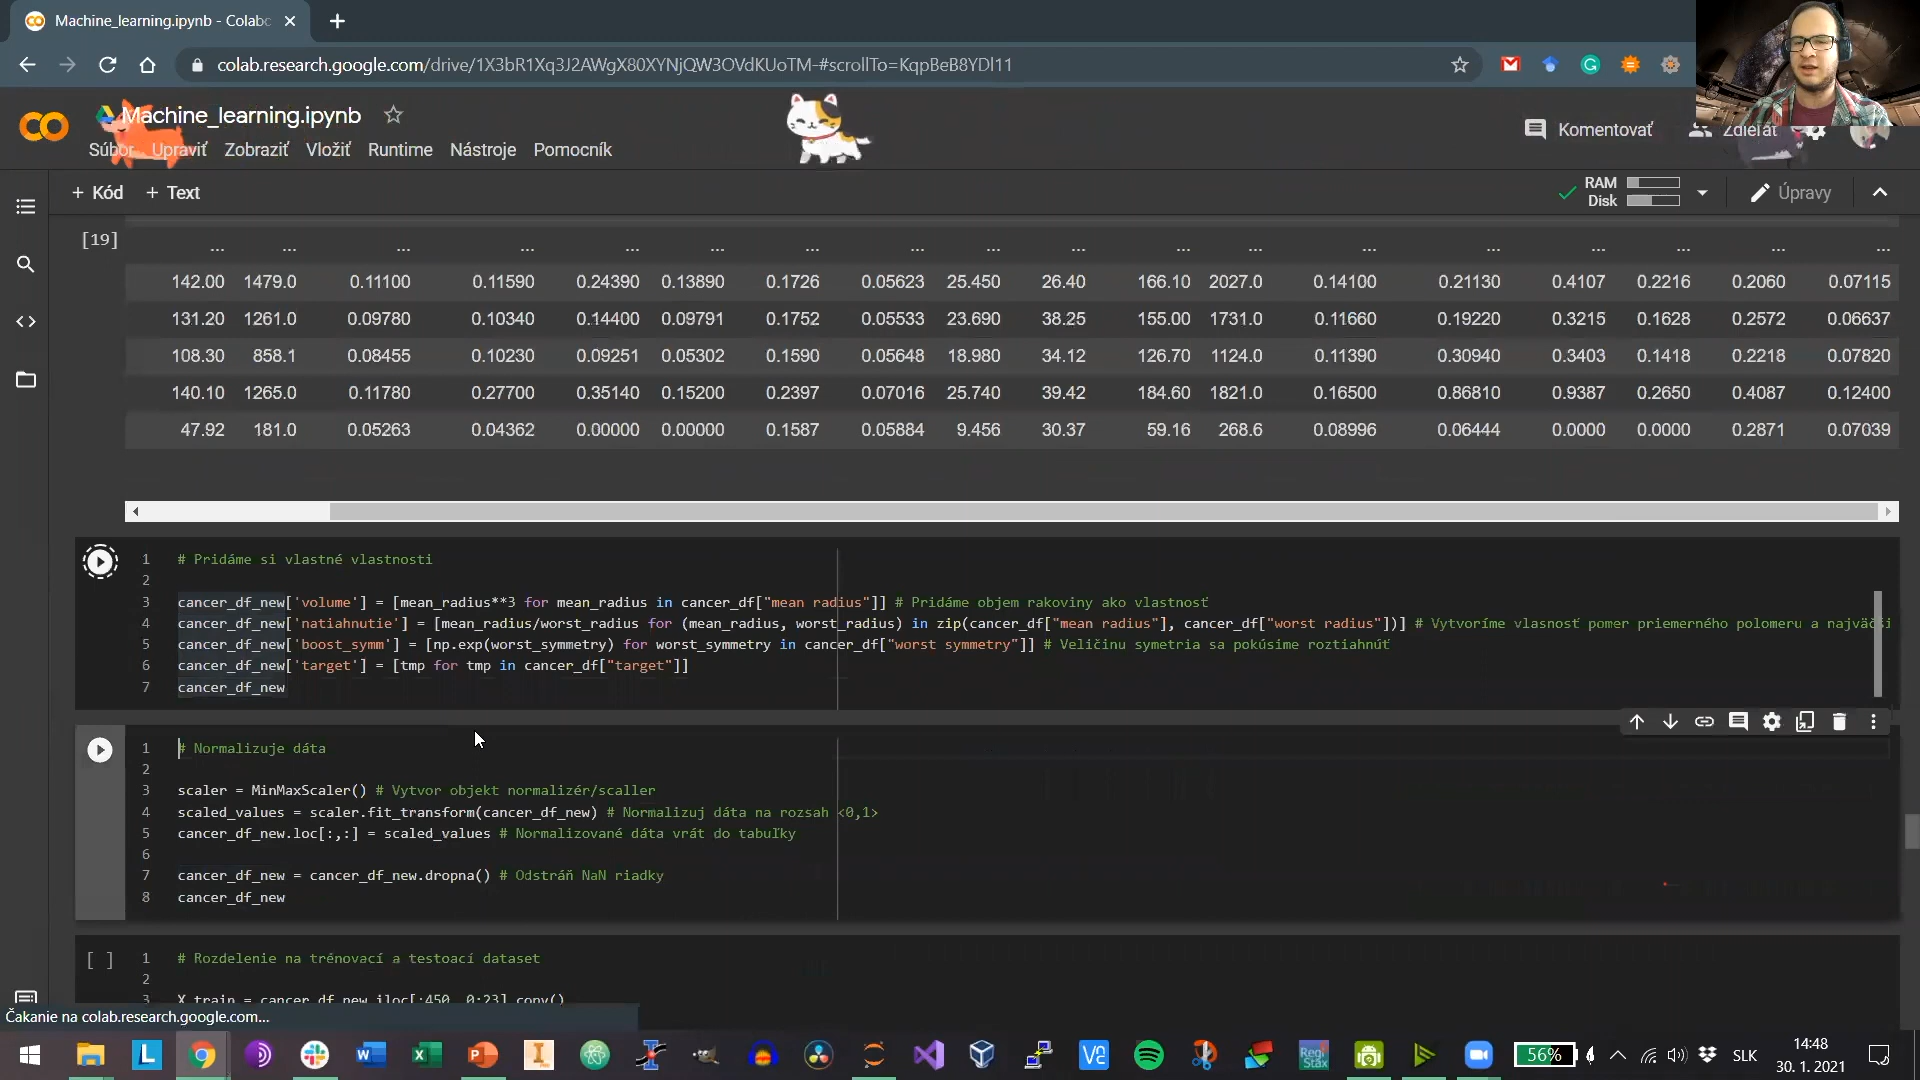 Machine_learning.ipynb - Colabc
colab.research.google.com/drive/1X3bR1Xq3J2AWgX80XYNjQW3OVdKUoTM-#scrollTo=KqpBeB8YDl11
Machine_learning.ipynb
Komentovať
Zdieľať
Súbor Upraviť Zobraziť Vložiť Runtime Nástroje Pomocník
+ Kód + Text
RAM
Disk
Úpravy
[19]
... ... ... ... ... ... ... ... ... ... ... ... ... ... ... ... ... ...
142.00 1479.0 0.11100 0.11590 0.24390 0.13890 0.1726 0.05623 25.450 26.40 166.10 2027.0 0.14100 0.21130 0.4107 0.2216 0.2060 0.07115
131.20 1261.0 0.09780 0.10340 0.14400 0.09791 0.1752 0.05533 23.690 38.25 155.00 1731.0 0.11660 0.19220 0.3215 0.1628 0.2572 0.06637
108.30 858.1 0.08455 0.10230 0.09251 0.05302 0.1590 0.05648 18.980 34.12 126.70 1124.0 0.11390 0.30940 0.3403 0.1418 0.2218 0.07820
140.10 1265.0 0.11780 0.27700 0.35140 0.15200 0.2397 0.07016 25.740 39.42 184.60 1821.0 0.16500 0.86810 0.9387 0.2650 0.4087 0.12400
47.92 181.0 0.05263 0.04362 0.00000 0.00000 0.1587 0.05884 9.456 30.37 59.16 268.6 0.08996 0.06444 0.0000 0.0000 0.2871 0.07039
1 # Pridáme si vlastné vlastnosti
2
3 cancer_df_new['volume'] = [mean_radius**3 for mean_radius in cancer_df["mean radius"]] # Pridáme objem rakoviny ako vlastnosť
4 cancer_df_new['natiahnutie'] = [mean_radius/worst_radius for (mean_radius, worst_radius) in zip(cancer_df["mean radius"], cancer_df["worst radius"])] # Vytvoríme vlasnosť pomer priemerného polomeru a najväčši
5 cancer_df_new['boost_symm'] = [np.exp(worst_symmetry) for worst_symmetry in cancer_df["worst symmetry"]] # Veličinu symetria sa pokúsime roztiahnúť
6 cancer_df_new['target'] = [tmp for tmp in cancer_df["target"]]
7 cancer_df_new
1 # Normalizuje dáta
2
3 scaler = MinMaxScaler() # Vytvor objekt normalizér/scaller
4 scaled_values = scaler.fit_transform(cancer_df_new) # Normalizuj dáta na rozsah <0,1>
5 cancer_df_new.loc[:,:] = scaled_values # Normalizované dáta vráť do tabuľky
6
7 cancer_df_new = cancer_df_new.dropna() # Odstráň NaN riadky
8 cancer_df_new
[ ] 1 # Rozdelenie na trénovací a testoací dataset
2
3 X_train = cancer_df_new.iloc[:450, 0:23].copy()
Čakanie na colab.research.google.com...
56%
SLK
14:48
30. 1. 2021